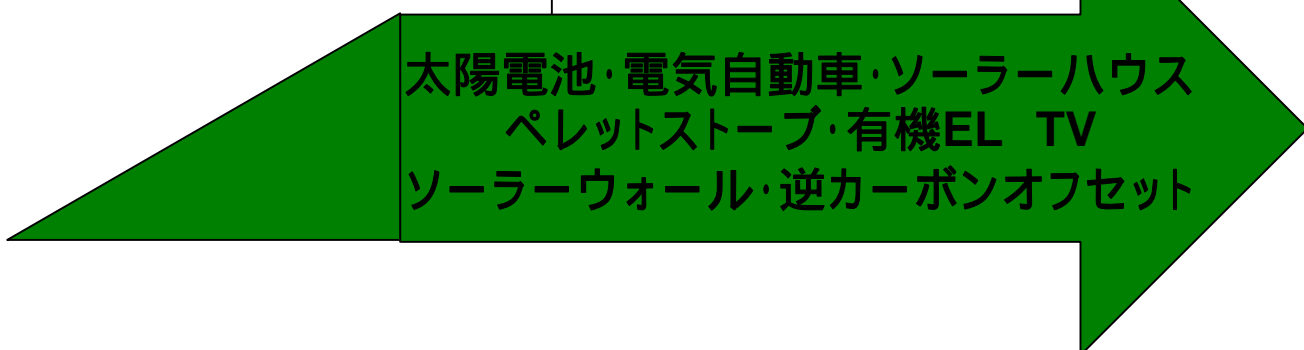 太陽電池・電気自動車・ソーラーハウス
ペレットストーブ・有機EL　TV
ソーラーウォール・逆カーボンオフセット